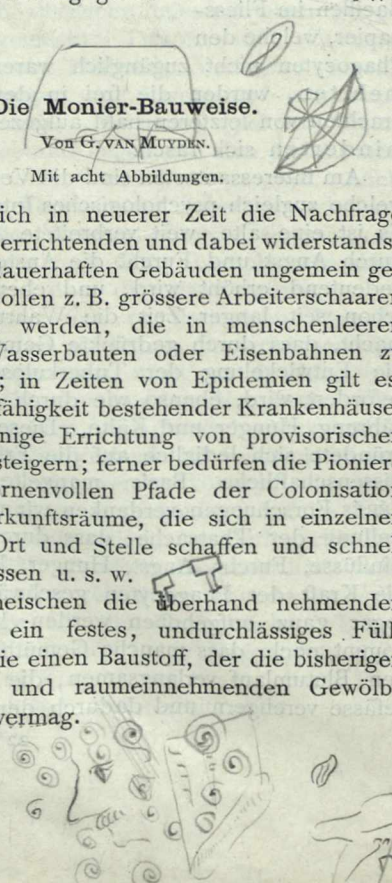 Die Monier-Bauweise.
Von G. VAN MUYDEN.
Mit acht Abbildungen.
ich in neuerer Zeit die Nachfrag
errichtenden und dabei widerstands
dauerhaften Gebäuden ungemein ge
ollen z. B. grössere Arbeiterschaare
werden, die in menschenleere
Wasserbauten oder Eisenbahnen z
; in Zeiten von Epidemien gilt es
fähigkeit bestehender Krankenhäuse
nige Errichtung von provisorische
steigern; ferner bedürfen die Pionier
rnenvollen Pfade der Colonisatio
rkunftsräume, die sich in einzelne
Ort und Stelle schaffen und schnel
ssen u. s. w.
heischen die überhand nehmende
ein festes, undurchlässiges Füll
ie einen Baustoff, der die bisherige
und raumeinnehmenden Gewölb
vermag.